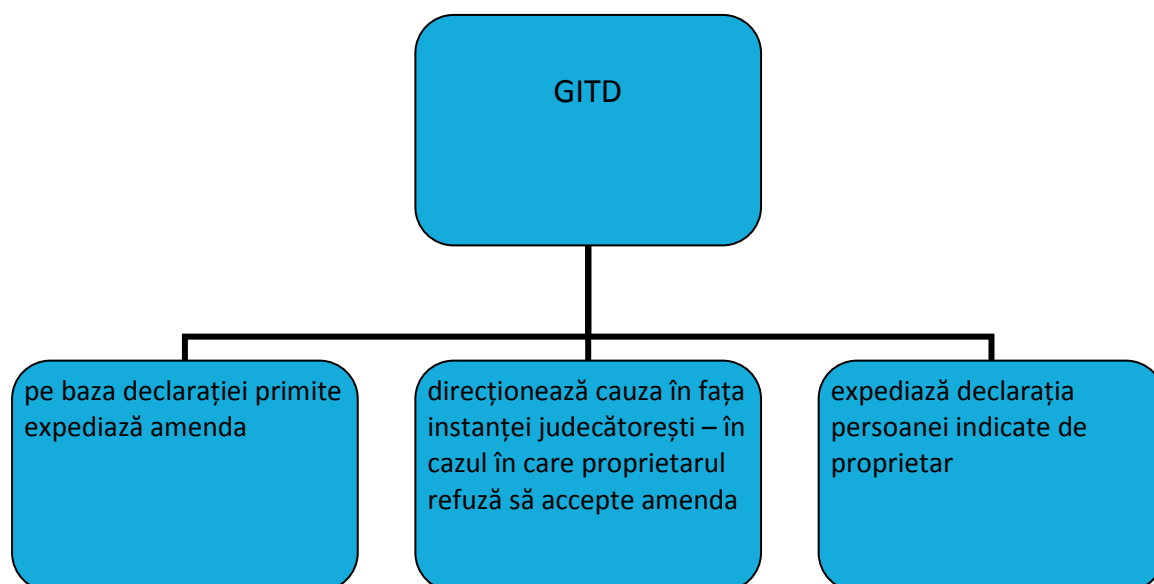 GITD
pe baza declarației primite
expediază amenda
direcționează cauza în fața
instanței judecătorești – în
cazul în care proprietarul
refuză să accepte amenda
expediază declarația
persoanei indicate de
proprietar